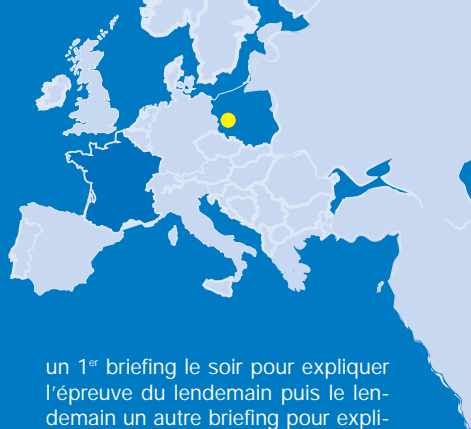 un 1er briefing le soir pour expliquer
l'épreuve du lendemain puis le len-
demain un autre briefing pour expli-